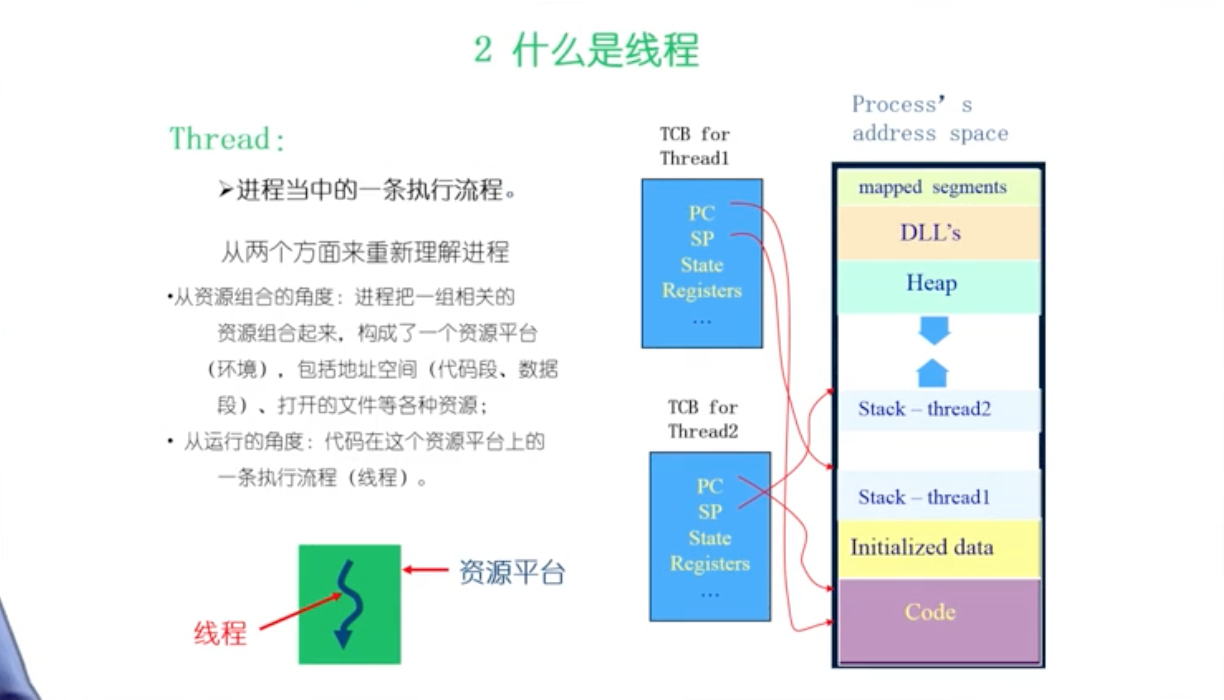 2 什么是线程
Thread:
➢进程当中的一条执行流程。
从两个方面来重新理解进程
•从资源组合的角度：进程把一组相关的
资源组合起来，构成了一个资源平台
（环境），包括地址空间（代码段、数据
段）、打开的文件等各种资源；
• 从运行的角度：代码在这个资源平台上的
一条执行流程（线程）。
资源平台
线程
TCB for
Thread1
PC
SP
State
Registers
...
TCB for
Thread2
PC
SP
State
Registers
...
Process’s
address space
mapped segments
DLL’s
Heap
Stack – thread2
Stack – thread1
Initialized data
Code